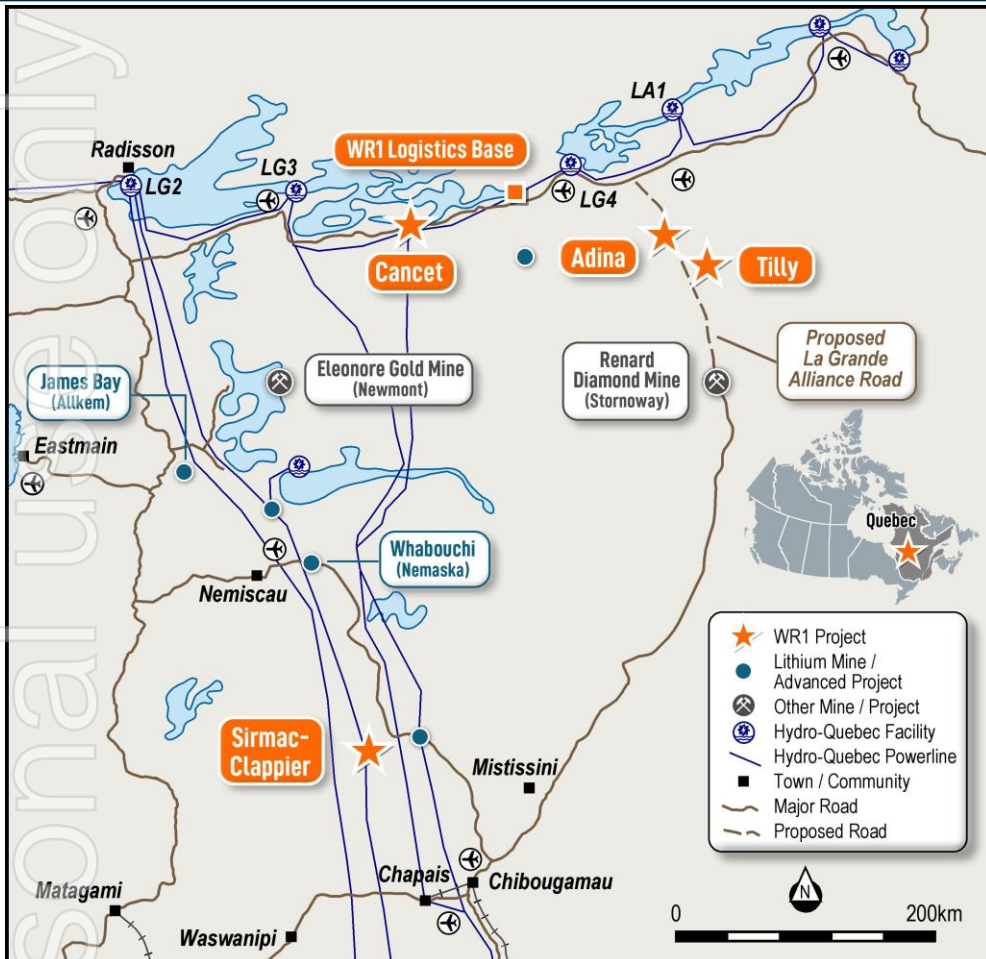 sonal use only
LA1
WR1 Logistics Base
Radisson
LG3
LG2
LG4
Cancet
Adina
Tilly
Proposed
La Grande
Alliance Road
Eleonore Gold Mine
(Newmont)
Renard
Diamond Mine
(Stornoway)
James Bay
(Allkem)
Eastmain
Quebec
Whabouchi
(Nemaska)
Nemiscau
WR1 Project
Lithium Mine /
Advanced Project
Other Mine / Project
Hydro-Quebec Facility
Hydro-Quebec Powerline
Town / Community
Major Road
Proposed Road
Sirmac-
Clappier
Mistissini
Chapais
Chibougamau
Matagami
Waswanipi
N
0
200km